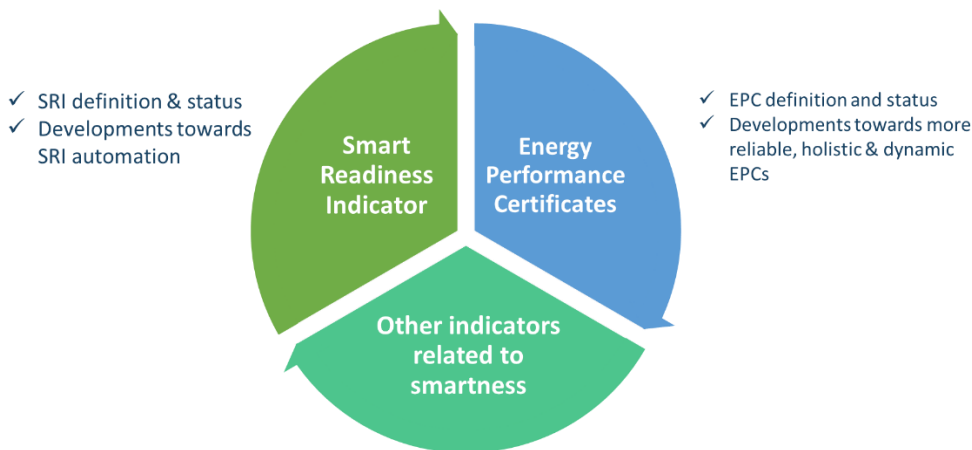 ✓ SRI definition & status
✓ Developments towards
SRI automation
Smart
Readiness
Indicator
Energy
Performance
Certificates
✓ EPC definition and status
✓ Developments towards more
reliable, holistic & dynamic
EPCs
Other indicators
related to
smartness